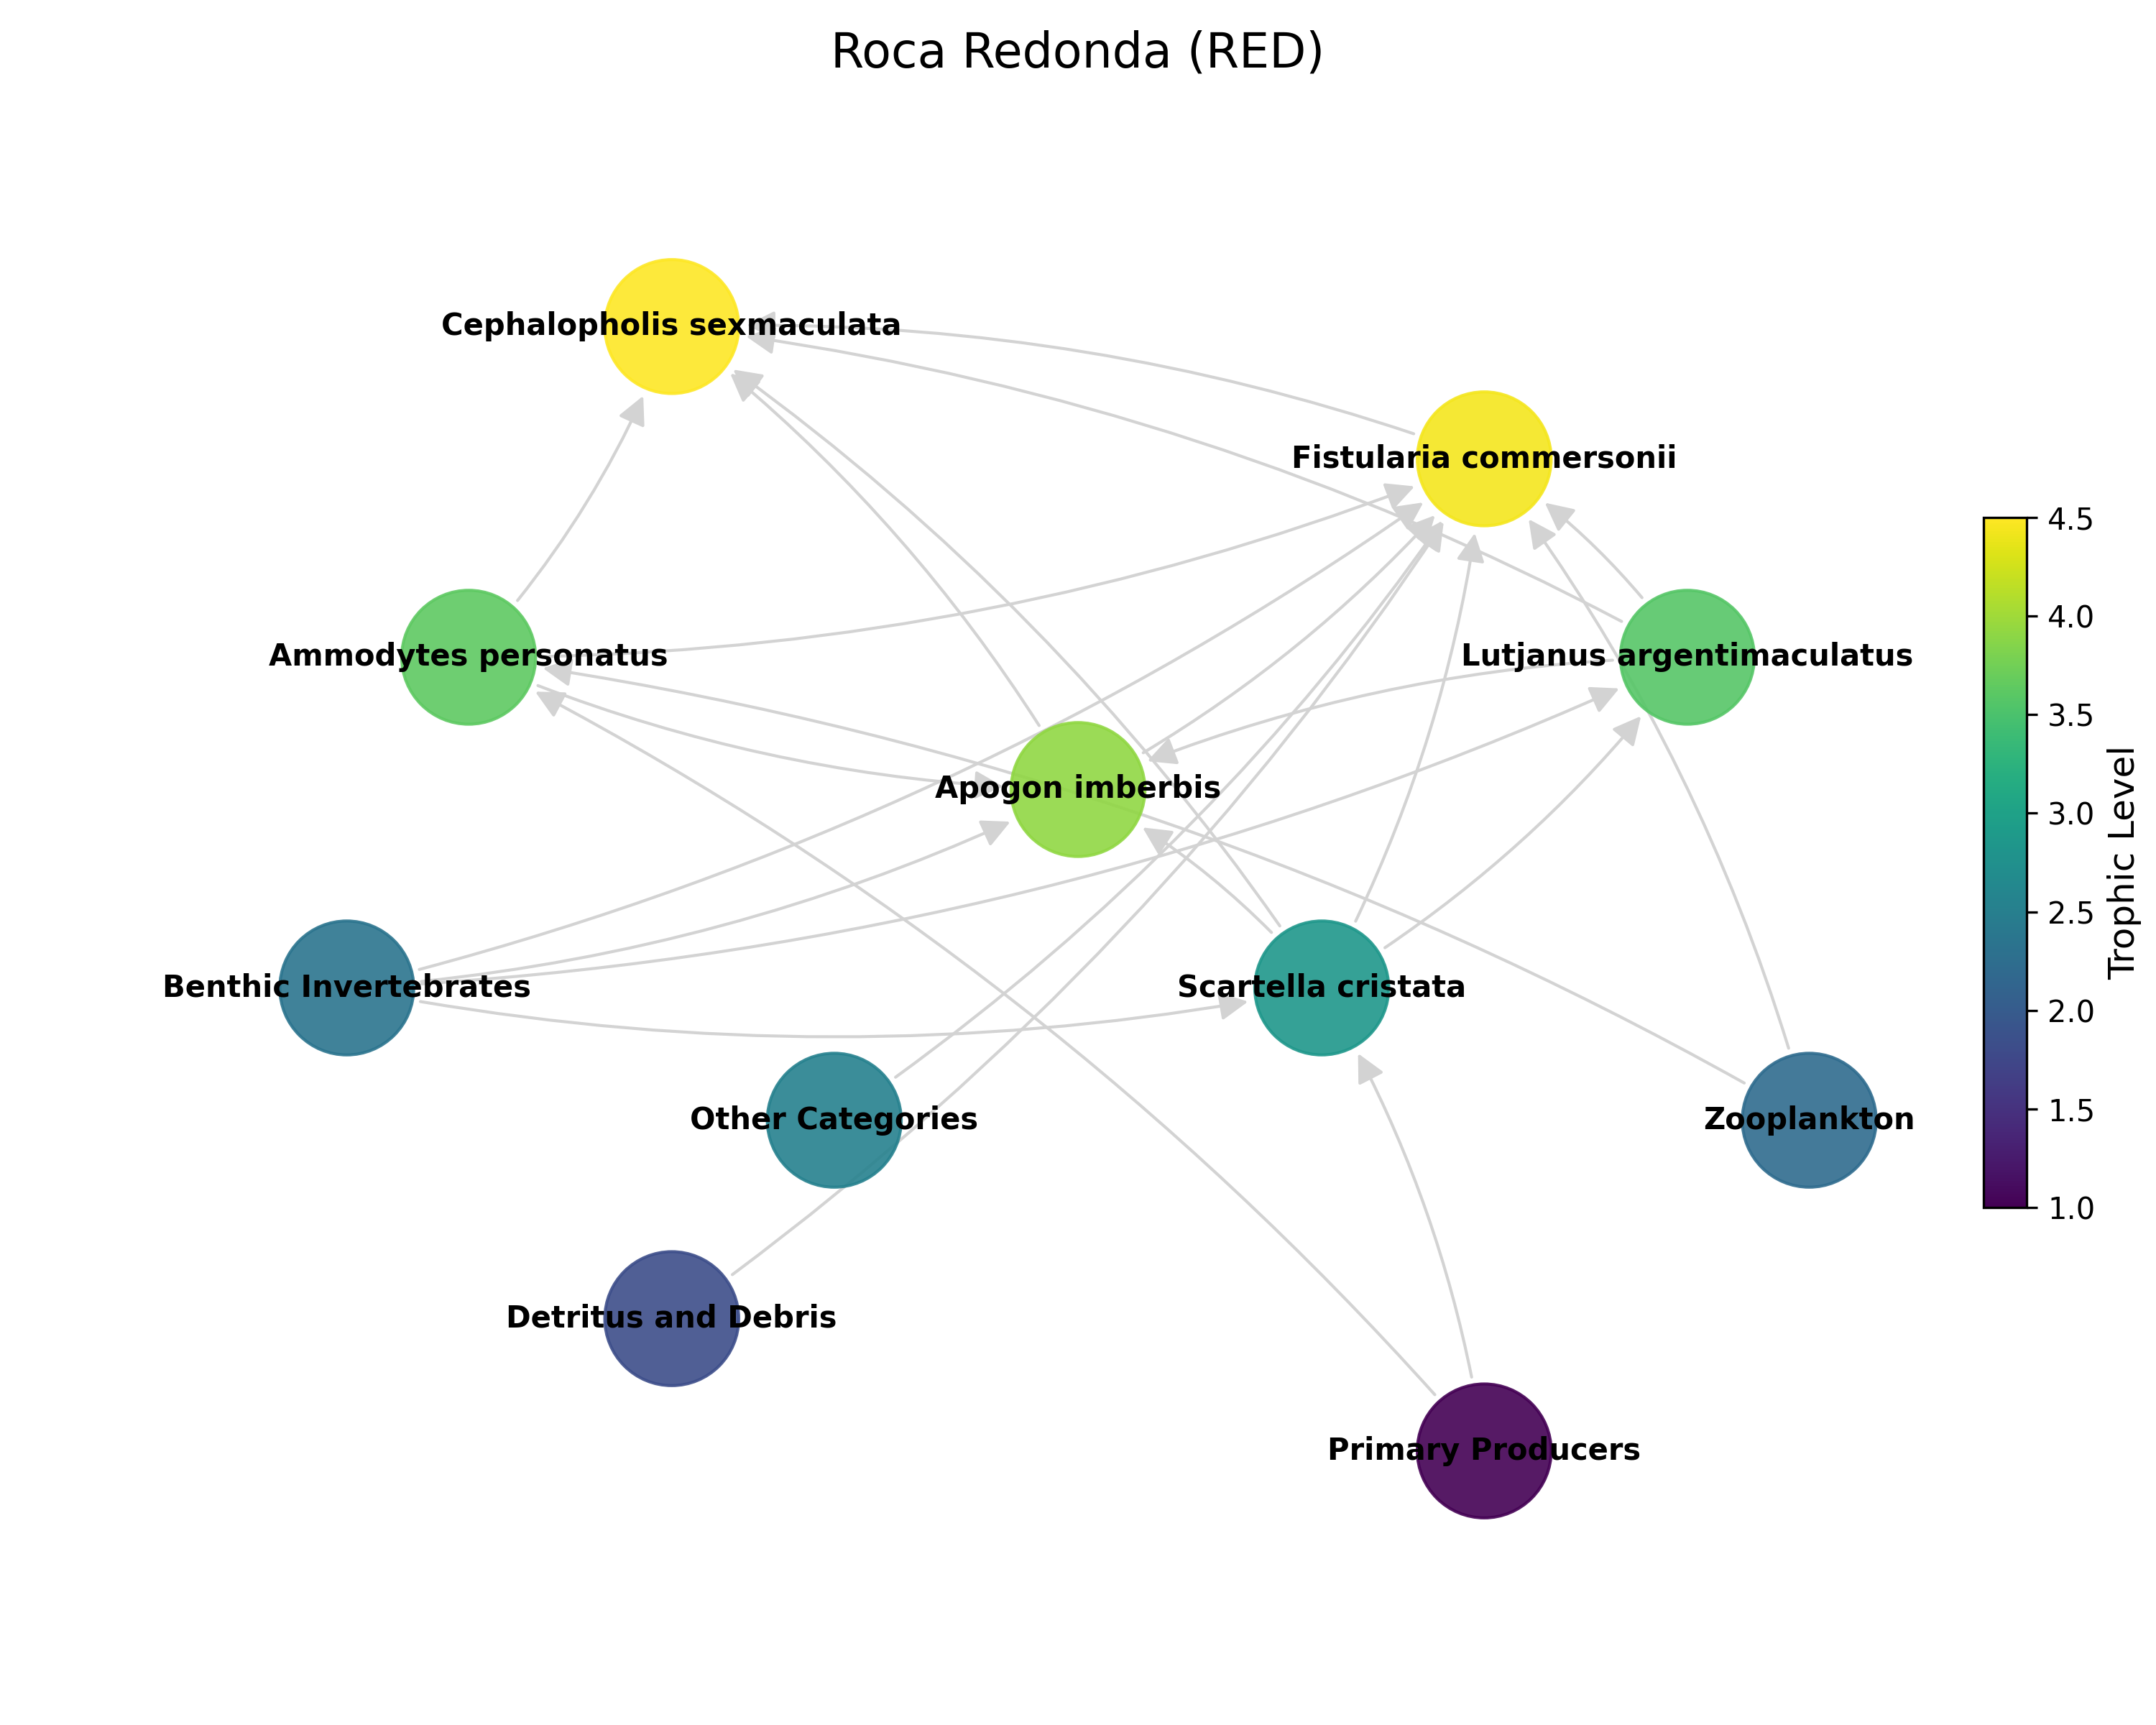 Roca Redonda (RED)
Cephalopholis sexmaculata
Fistularia commersonii
Ammodytes personatus
Lutjanus argentimaculatus
Apogon imberbis
Benthic Invertebrates
Scartella cristata
Other Categories
Zooplankton
Detritus and Debris
Primary Producers
4.5
4.0
3.5
3.0
2.5
2.0
1.5
1.0
Trophic Level